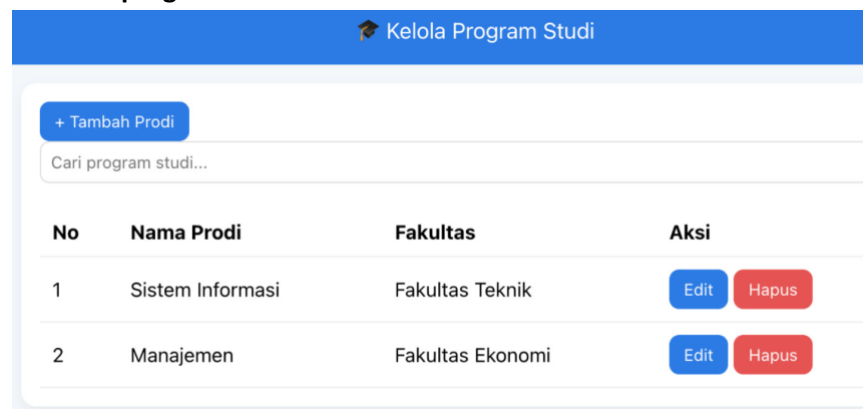 Kelola Program Studi
+ Tambah Prodi
Cari program studi...
No Nama Prodi Fakultas Aksi
1 Sistem Informasi Fakultas Teknik Edit Hapus
2 Manajemen Fakultas Ekonomi Edit Hapus